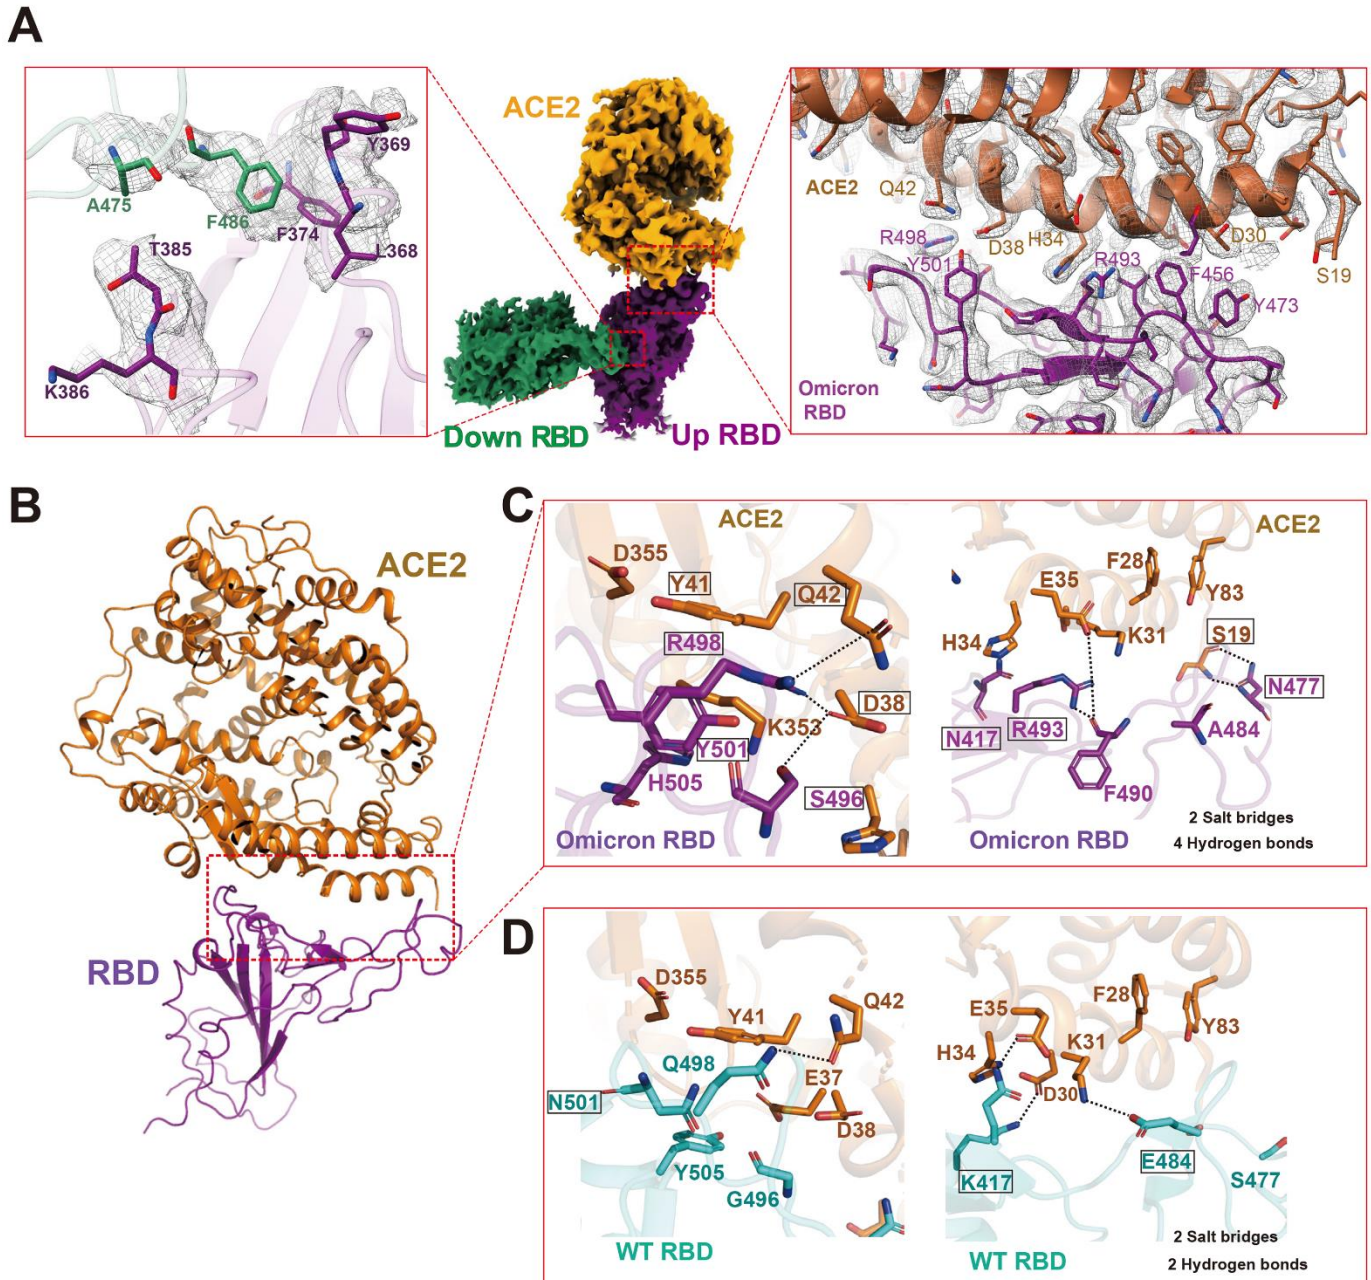 A
A475
F486
Y369
F374
L368
T385
K386
ACE2
Down RBD
Up RBD
ACE2
Q42
R498
Y501
D38
H34
R493
D30
F456
S19
Y473
Omicron
RBD
B
ACE2
RBD
C
ACE2
D355
Y41
Q42
R498
D38
K353
Y501
H505
S496
Omicron RBD
ACE2
E35
F28
Y83
H34
K31
S19
N417
R493
N477
A484
F490
Omicron RBD
2 Salt bridges
4 Hydrogen bonds
D
D355
Y41
Q42
Q498
E37
N501
D38
Y505
G496
WT RBD
E35
F28
Y83
H34
K31
D30
K417
E484
S477
WT RBD
2 Salt bridges
2 Hydrogen bonds